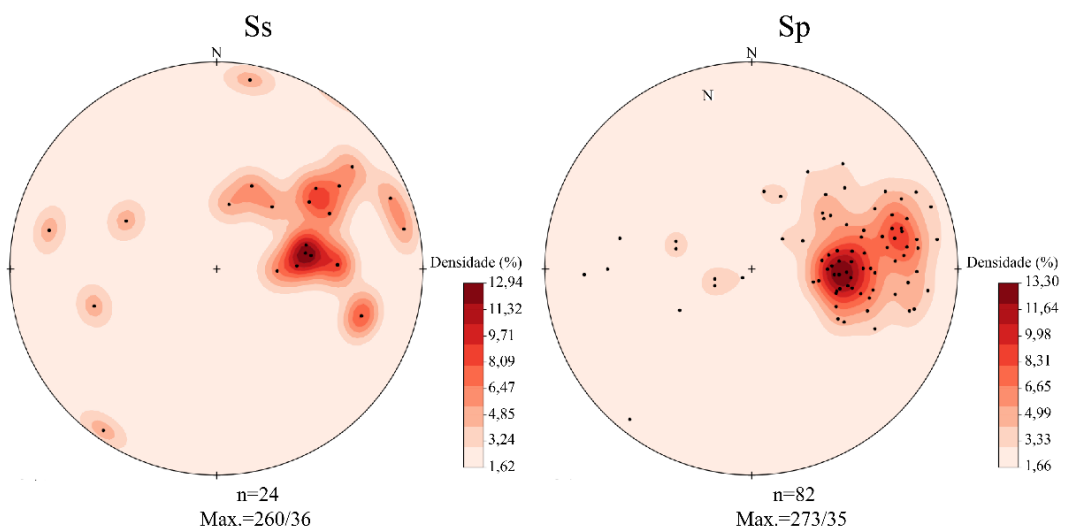 Ss
N
Densidade (%)
12,94
11,32
9,71
8,09
6,47
4,85
3,24
1,62
n=24
Max.=260/36
Sp
N
N
Densidade (%)
13,30
11,64
9,98
8,31
6,65
4,99
3,33
1,66
n=82
Max.=273/35